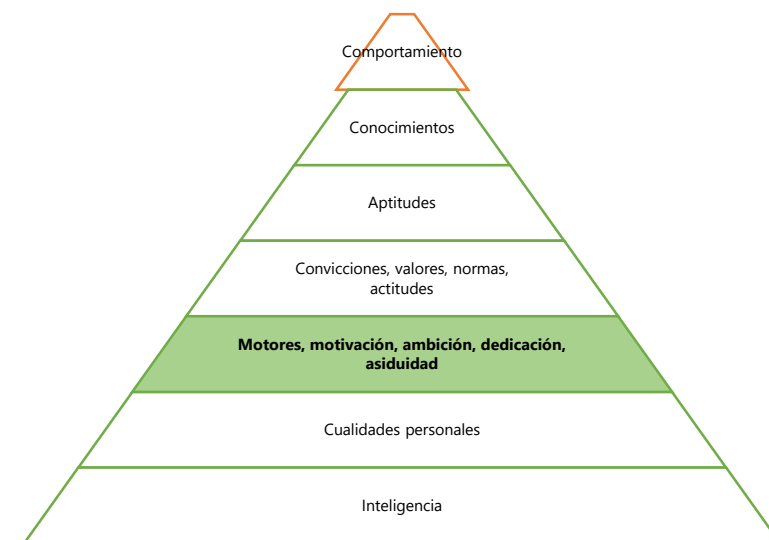 Comportamiento
Conocimientos
Aptitudes
Convicciones, valores, normas,
actitudes
Motores, motivación, ambición, dedicación,
asiduidad
Cualidades personales
Inteligencia